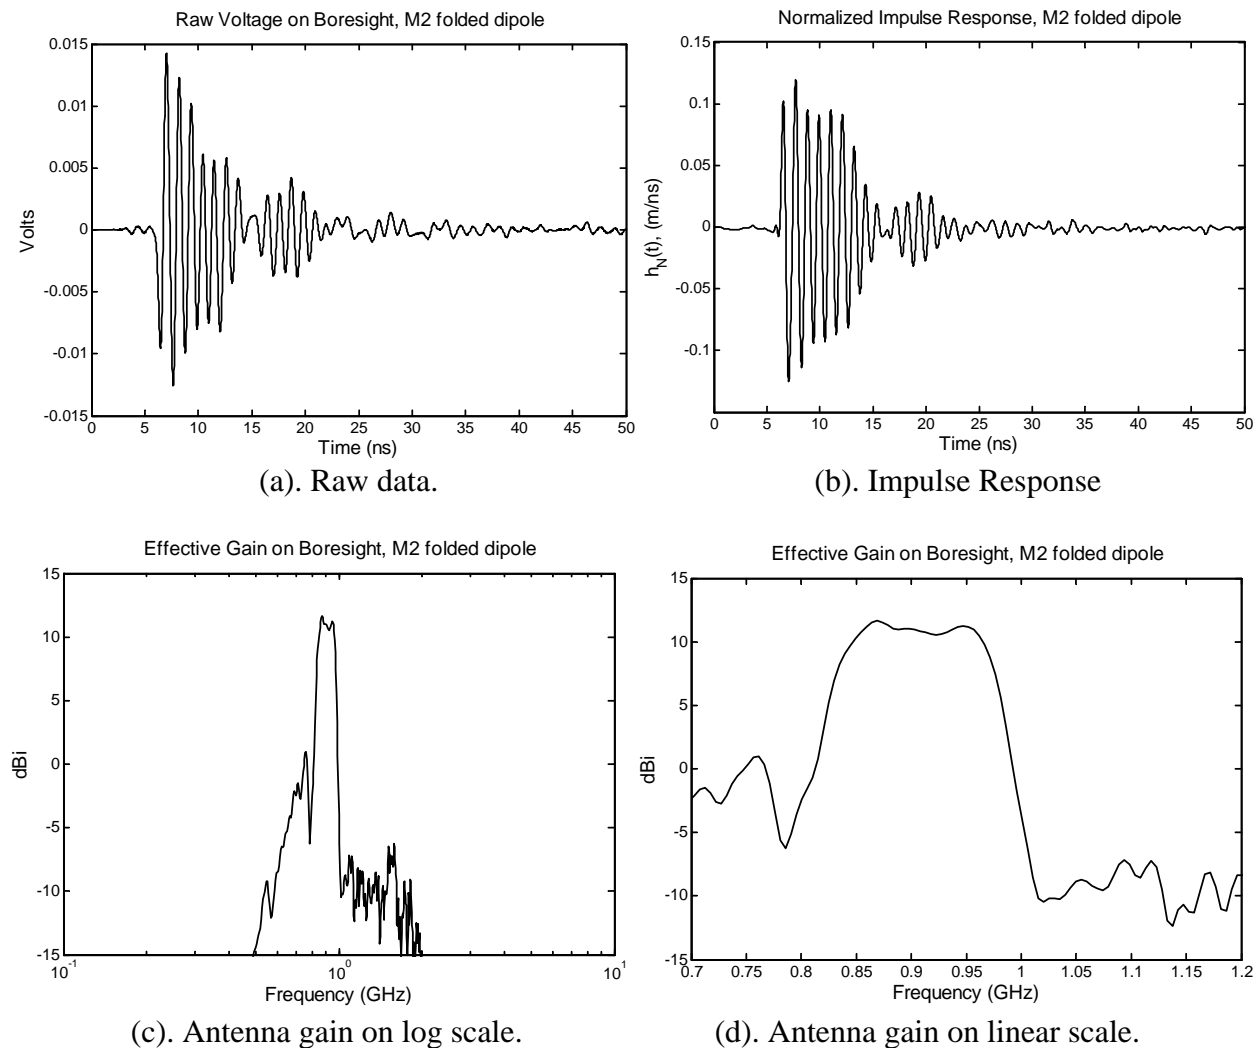 Raw Voltage on Boresight, M2 folded dipole
0.015
0.01
0.005
0
-0.005
-0.01
-0.015
Volts
0 5 10 15 20 25 30 35 40 45 50
Time (ns)
(a). Raw data.
Normalized Impulse Response, M2 folded dipole
0.15
0.1
0.05
0
-0.05
-0.1
h_N(t), (m/ns)
0 5 10 15 20 25 30 35 40 45 50
Time (ns)
(b). Impulse Response
Effective Gain on Boresight, M2 folded dipole
15
10
5
0
-5
-10
-15
dBi
10^-1 10^0 10^1
Frequency (GHz)
(c). Antenna gain on log scale.
Effective Gain on Boresight, M2 folded dipole
15
10
5
0
-5
-10
-15
dBi
0.7 0.75 0.8 0.85 0.9 0.95 1 1.05 1.1 1.15 1.2
Frequency (GHz)
(d). Antenna gain on linear scale.